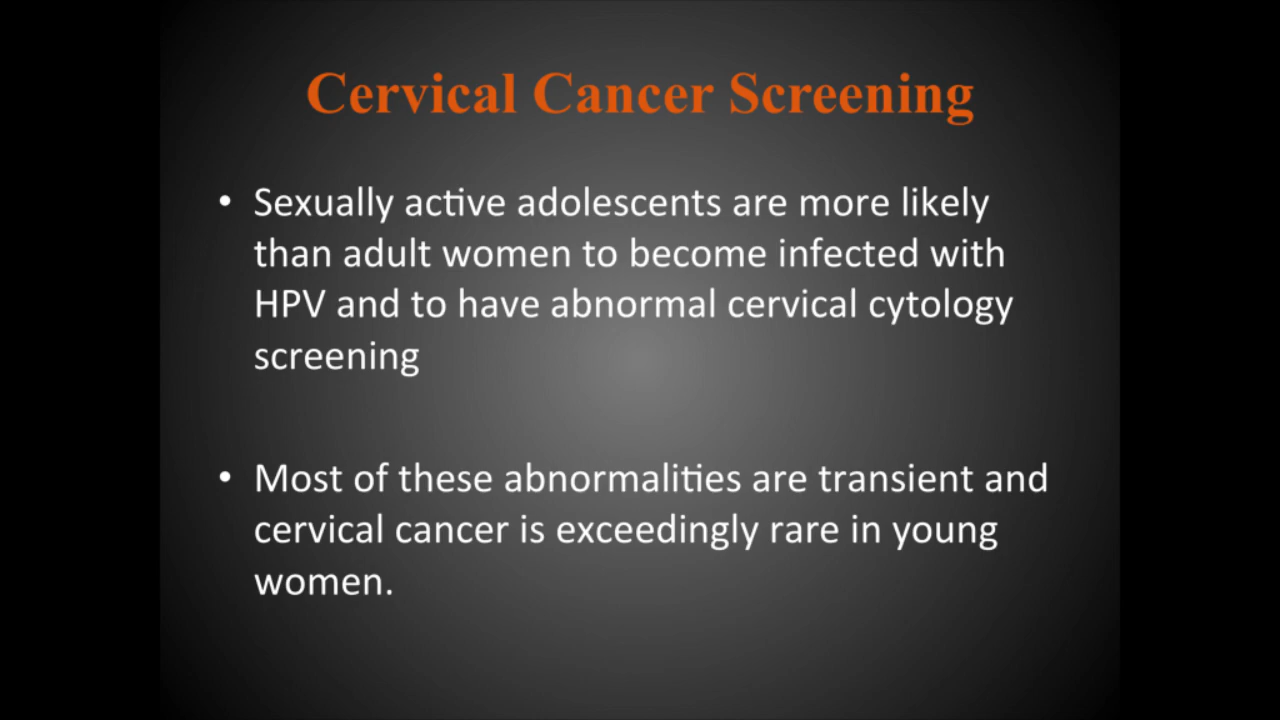 Cervical Cancer Screening
• Sexually active adolescents are more likely
than adult women to become infected with
HPV and to have abnormal cervical cytology
screening
• Most of these abnormalities are transient and
cervical cancer is exceedingly rare in young
women.